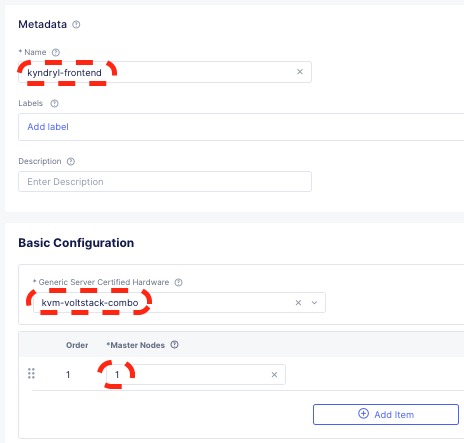 Metadata
* Name
kyndryl-frontend
Labels
Add label
Description
Enter Description
Basic Configuration
* Generic Server Certified Hardware
kvm-voltstack-combo
Order *Master Nodes
1 1
Add Item